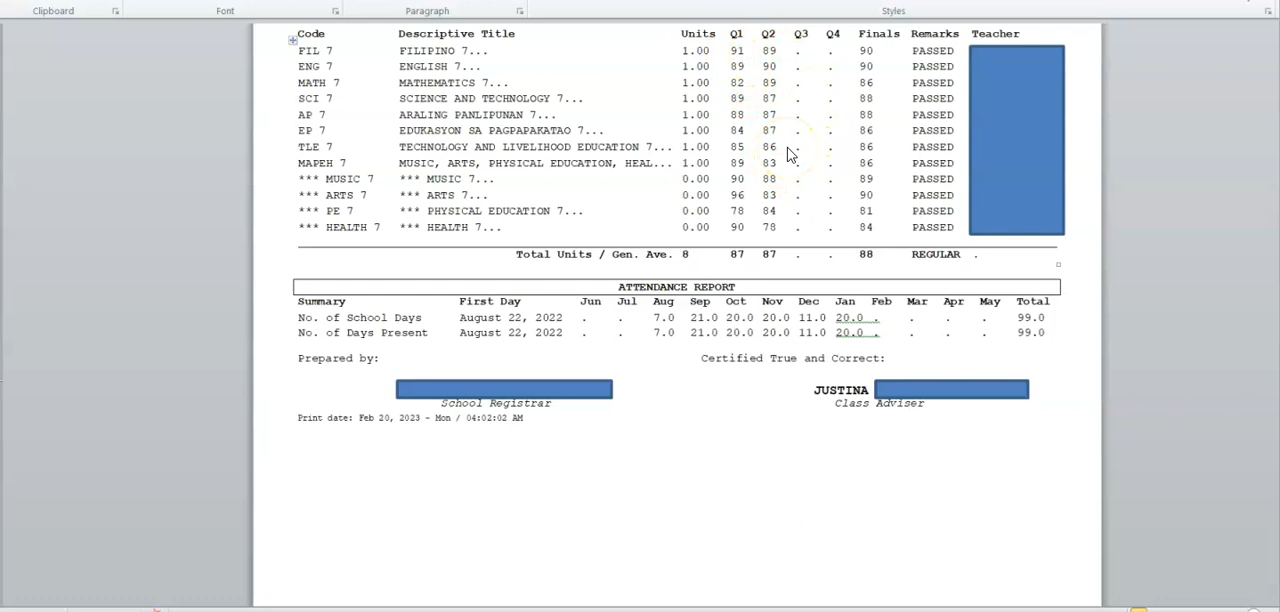 Clipboard Font Paragraph Styles
Code Descriptive Title Units Q1 Q2 Q3 Q4 Finals Remarks Teacher
FIL 7 FILIPINO 7... 1.00 91 89 . . 90 PASSED
ENG 7 ENGLISH 7... 1.00 89 90 . . 90 PASSED
MATH 7 MATHEMATICS 7... 1.00 82 89 . . 86 PASSED
SCI 7 SCIENCE AND TECHNOLOGY 7... 1.00 89 87 . . 88 PASSED
AP 7 ARALING PANLIPUNAN 7... 1.00 88 87 . . 88 PASSED
EP 7 EDUKASYON SA PAGPAPAKATAO 7... 1.00 84 87 . . 86 PASSED
TLE 7 TECHNOLOGY AND LIVELIHOOD EDUCATION 7... 1.00 85 86 . . 86 PASSED
MAPEH 7 MUSIC, ARTS, PHYSICAL EDUCATION, HEAL... 1.00 89 83 . . 86 PASSED
*** MUSIC 7 *** MUSIC 7... 0.00 90 88 . . 89 PASSED
*** ARTS 7 *** ARTS 7... 0.00 96 83 . . 90 PASSED
*** PE 7 *** PHYSICAL EDUCATION 7... 0.00 78 84 . . 81 PASSED
*** HEALTH 7 *** HEALTH 7... 0.00 90 78 . . 84 PASSED
Total Units / Gen. Ave. 8 87 87 . . 88 REGULAR .
ATTENDANCE REPORT
Summary First Day Jun Jul Aug Sep Oct Nov Dec Jan Feb Mar Apr May Total
No. of School Days August 22, 2022 . . 7.0 21.0 20.0 20.0 11.0 20.0 . . . . 99.0
No. of Days Present August 22, 2022 . . 7.0 21.0 20.0 20.0 11.0 20.0 . . . . 99.0
Prepared by: Certified True and Correct:
JUSTINA
School Registrar Class Adviser
Print date: Feb 20, 2023 - Mon / 04:02:02 AM